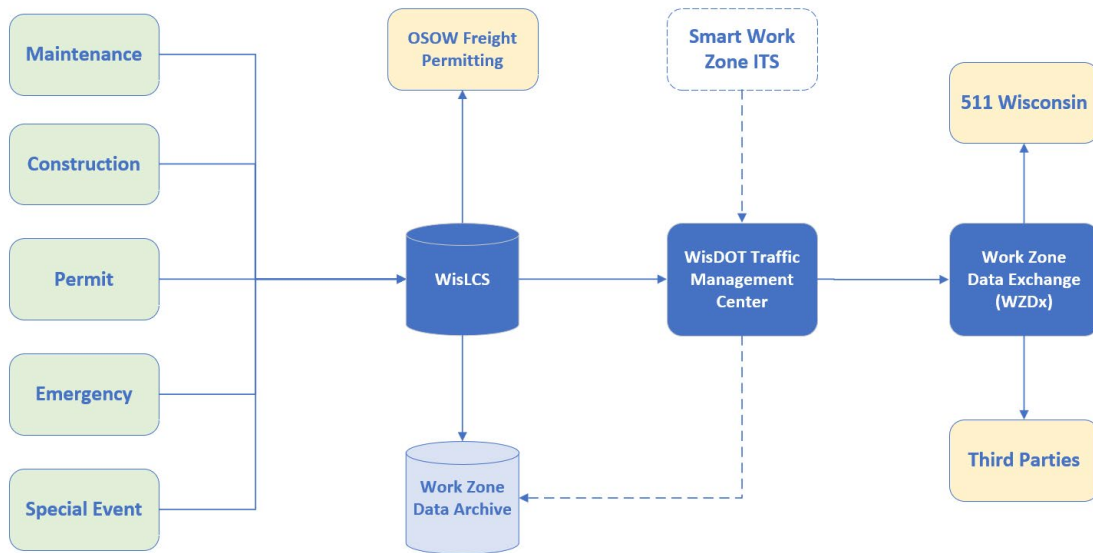 Maintenance
Construction
Permit
Emergency
Special Event
OSOW Freight
Permitting
WisLCS
Work Zone
Data Archive
Smart Work
Zone ITS
WisDOT Traffic
Management
Center
511 Wisconsin
Work Zone
Data Exchange
(WZDx)
Third Parties